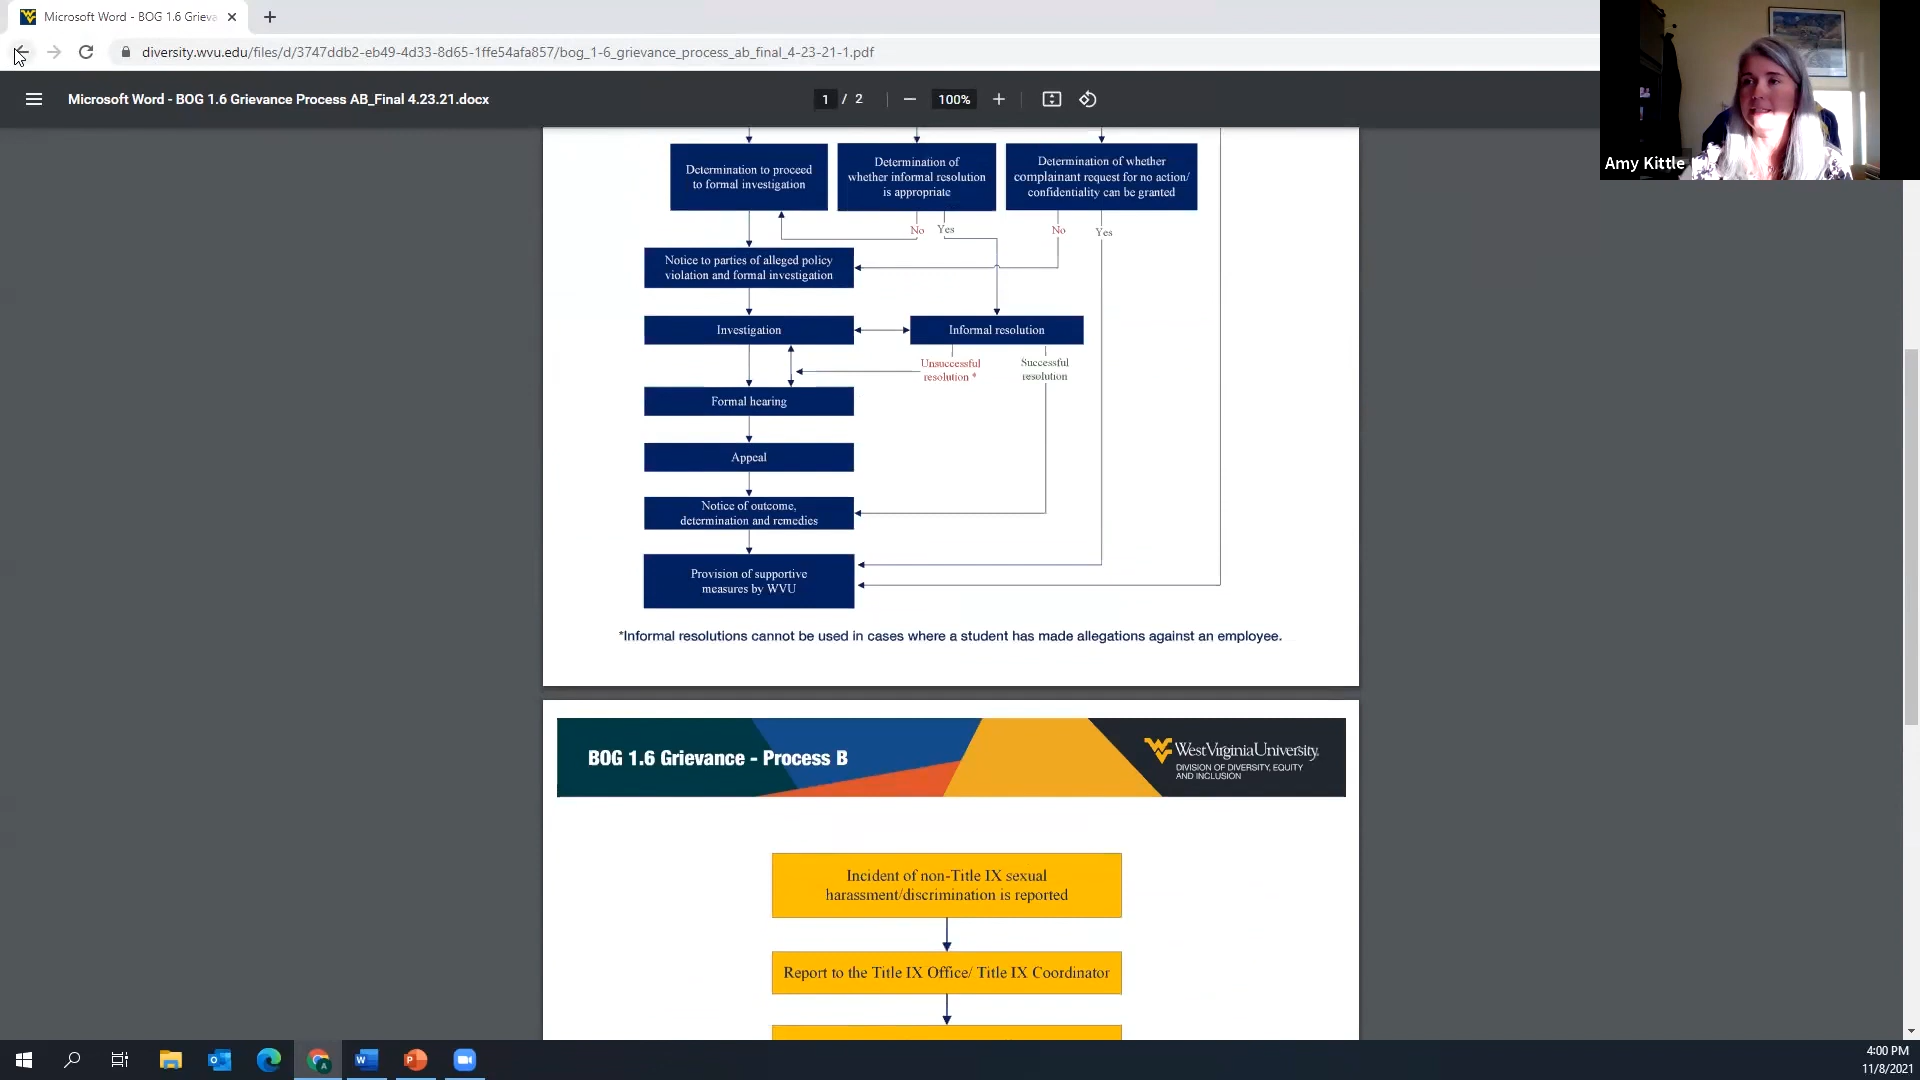 Microsoft Word - BOG 1.6 Grieva
diversity.wvu.edu/files/d/3747ddb2-eb49-4d33-8d65-1ffe54afa857/bog_1-6_grievance_process_ab_final_4-23-21-1.pdf
Microsoft Word - BOG 1.6 Grievance Process AB_Final 4.23.21.docx
1 / 2
100%
Amy Kittle
Determination to proceed
to formal investigation
Determination of
whether informal resolution
is appropriate
Determination of whether
complainant request for no action/
confidentiality can be granted
No
Yes
No
Yes
Notice to parties of alleged policy
violation and formal investigation
Investigation
Informal resolution
Unsuccessful
resolution *
Successful
resolution
Formal hearing
Appeal
Notice of outcome,
determination and remedies
Provision of supportive
measures by WVU
*Informal resolutions cannot be used in cases where a student has made allegations against an employee.
BOG 1.6 Grievance - Process B
West Virginia University
DIVISION OF DIVERSITY, EQUITY
AND INCLUSION
Incident of non-Title IX sexual
harassment/discrimination is reported
Report to the Title IX Office/ Title IX Coordinator
4:00 PM
11/8/2021